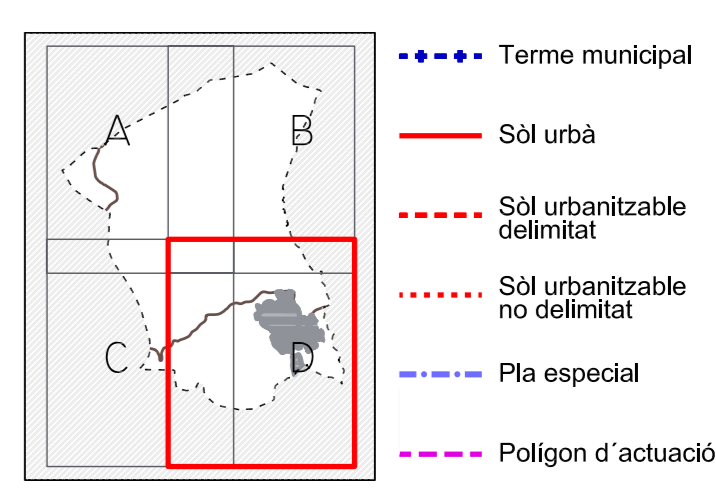 A
B
C
D
Terme municipal
Sòl urbà
Sòl urbanitzable
delimitat
Sòl urbanitzable
no delimitat
Pla especial
Polígon d´actuació